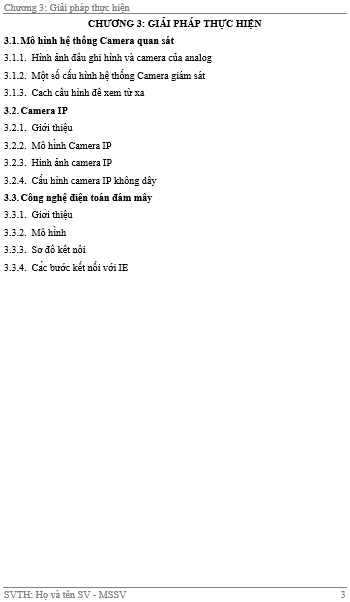 Chương 3: Giải pháp thực hiện
CHƯƠNG 3: GIẢI PHÁP THỰC HIỆN
3.1. Mô hình hệ thống Camera quan sát
3.1.1. Hình ảnh đầu ghi hình và camera của analog
3.1.2. Một số cấu hình hệ thống Camera giám sát
3.1.3. Cách cấu hình để xem từ xa
3.2. Camera IP
3.2.1. Giới thiệu
3.2.2. Mô hình Camera IP
3.2.3. Hình ảnh camera IP
3.2.4. Cấu hình camera IP không dây
3.3. Công nghệ điện toán đám mây
3.3.1. Giới thiệu
3.3.2. Mô hình
3.3.3. Sơ đồ kết nối
3.3.4. Các bước kết nối với IE
SVTH: Họ và tên SV - MSSV 3